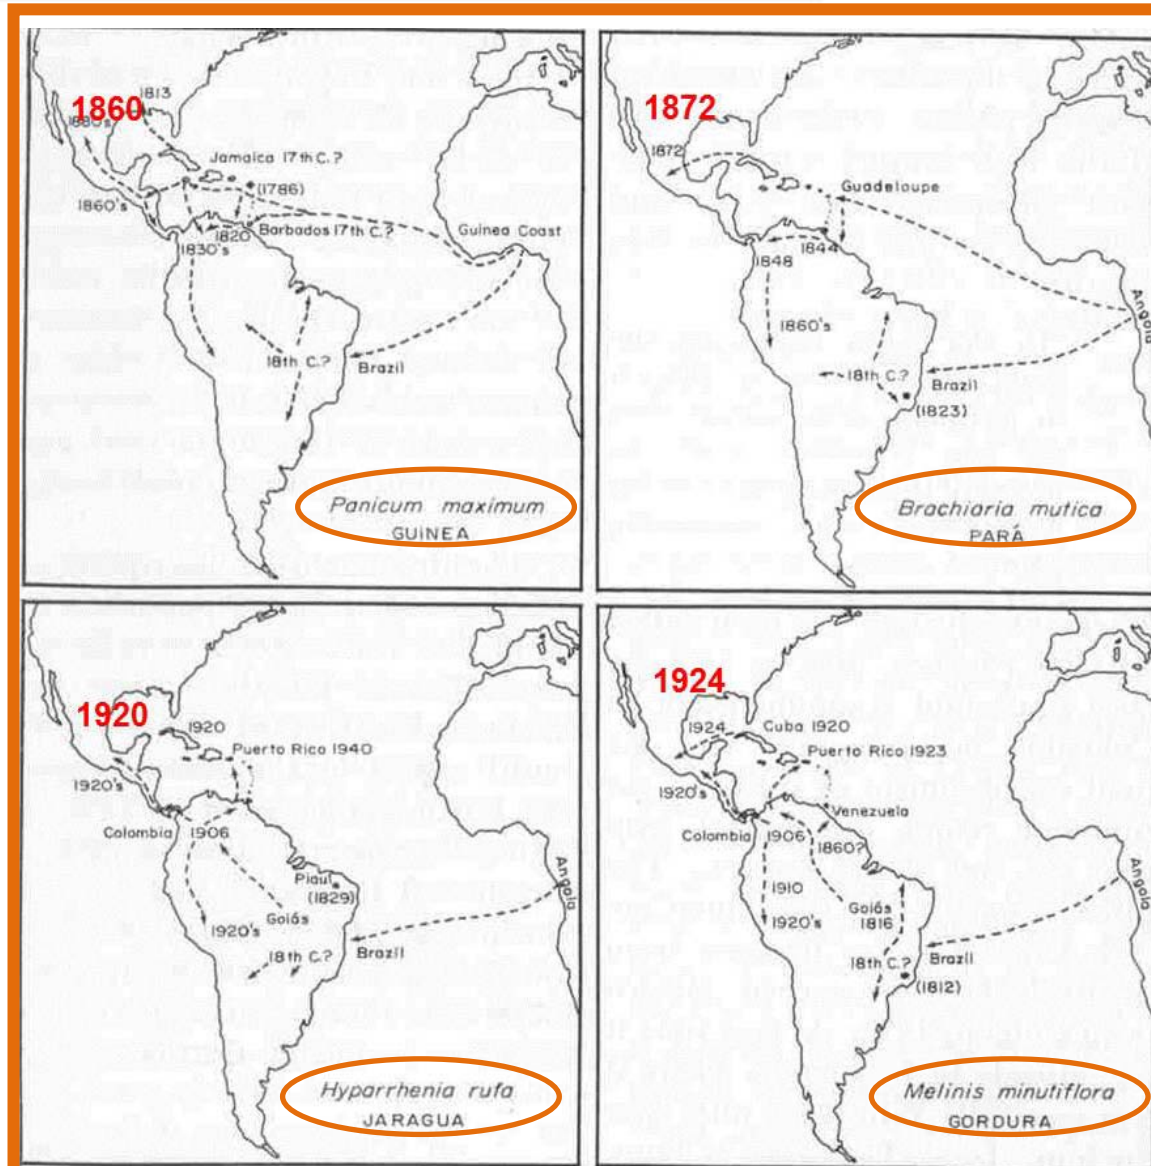 1813
1860
1880's
Jamaica 17th C.?
(1786)
1860's
1820
Barbados 17th C.?
Guinea Coast
1830's
18th C.?
Brazil
Panicum maximum
GUINEA
1872
1872
Guadeloupe
1844
1848
Angola
1860's
18th C.?
Brazil
(1823)
Brachiaria mutica
PARÁ
1920
1920
Puerto Rico 1940
1920's
Colombia
1906
Piauí
(1829)
Angola
Goiás
1920's
Brazil
18th C.?
Hyparrhenia rufa
JARAGUA
1924
1924
Cuba 1920
Puerto Rico 1923
1920's
Venezuela
Colombia
1906
1860?
1910
Angola
Goiás
1816
1920's
Brazil
18th C.?
(1812)
Melinis minutiflora
GORDURA